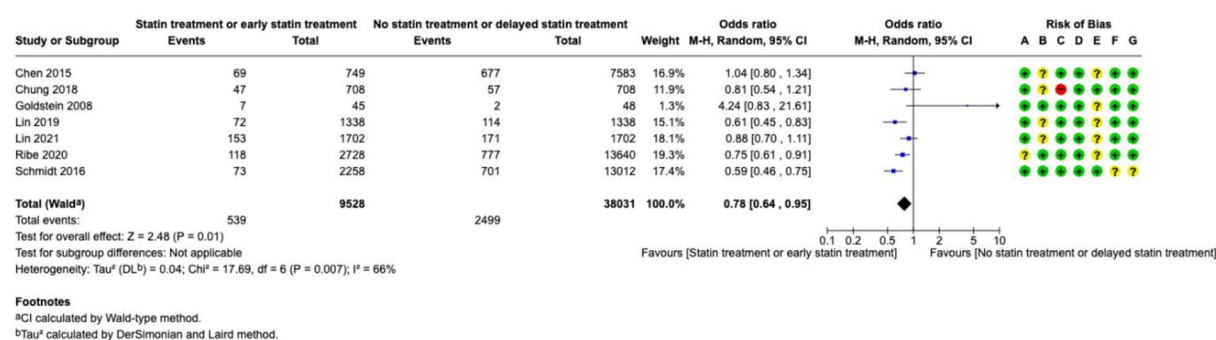 Statin treatment or early statin treatment No statin treatment or delayed statin treatment Odds ratio Odds ratio Risk of Bias
Study or Subgroup Events Total Events Total Weight M-H, Random, 95% CI M-H, Random, 95% CI A B C D E F G
Chen 2015 69 749 677 7583 16.9% 1.04 [0.80 , 1.34] + ? + + ? + +
Chung 2018 47 708 57 708 11.9% 0.81 [0.54 , 1.21] + ? − + ? + +
Goldstein 2008 7 45 2 48 1.3% 4.24 [0.83 , 21.61] + + + + ? + +
Lin 2019 72 1338 114 1338 15.1% 0.61 [0.45 , 0.83] + ? + + ? + +
Lin 2021 153 1702 171 1702 18.1% 0.88 [0.70 , 1.11] + ? + + ? + +
Ribe 2020 118 2728 777 13640 19.3% 0.75 [0.61 , 0.91] ? + + + ? + +
Schmidt 2016 73 2258 701 13012 17.4% 0.59 [0.46 , 0.75] + + + + + ? ?
Total (Waldᵃ) 9528 38031 100.0% 0.78 [0.64 , 0.95]
Total events: 539 2499
Test for overall effect: Z = 2.48 (P = 0.01)
0.1 0.2 0.5 1 2 5 10
Test for subgroup differences: Not applicable
Favours [Statin treatment or early statin treatment] Favours [No statin treatment or delayed statin treatment]
Heterogeneity: Tau² (DLᵇ) = 0.04; Chi² = 17.69, df = 6 (P = 0.007); I² = 66%
Footnotes
ᵃCI calculated by Wald-type method.
ᵇTau² calculated by DerSimonian and Laird method.